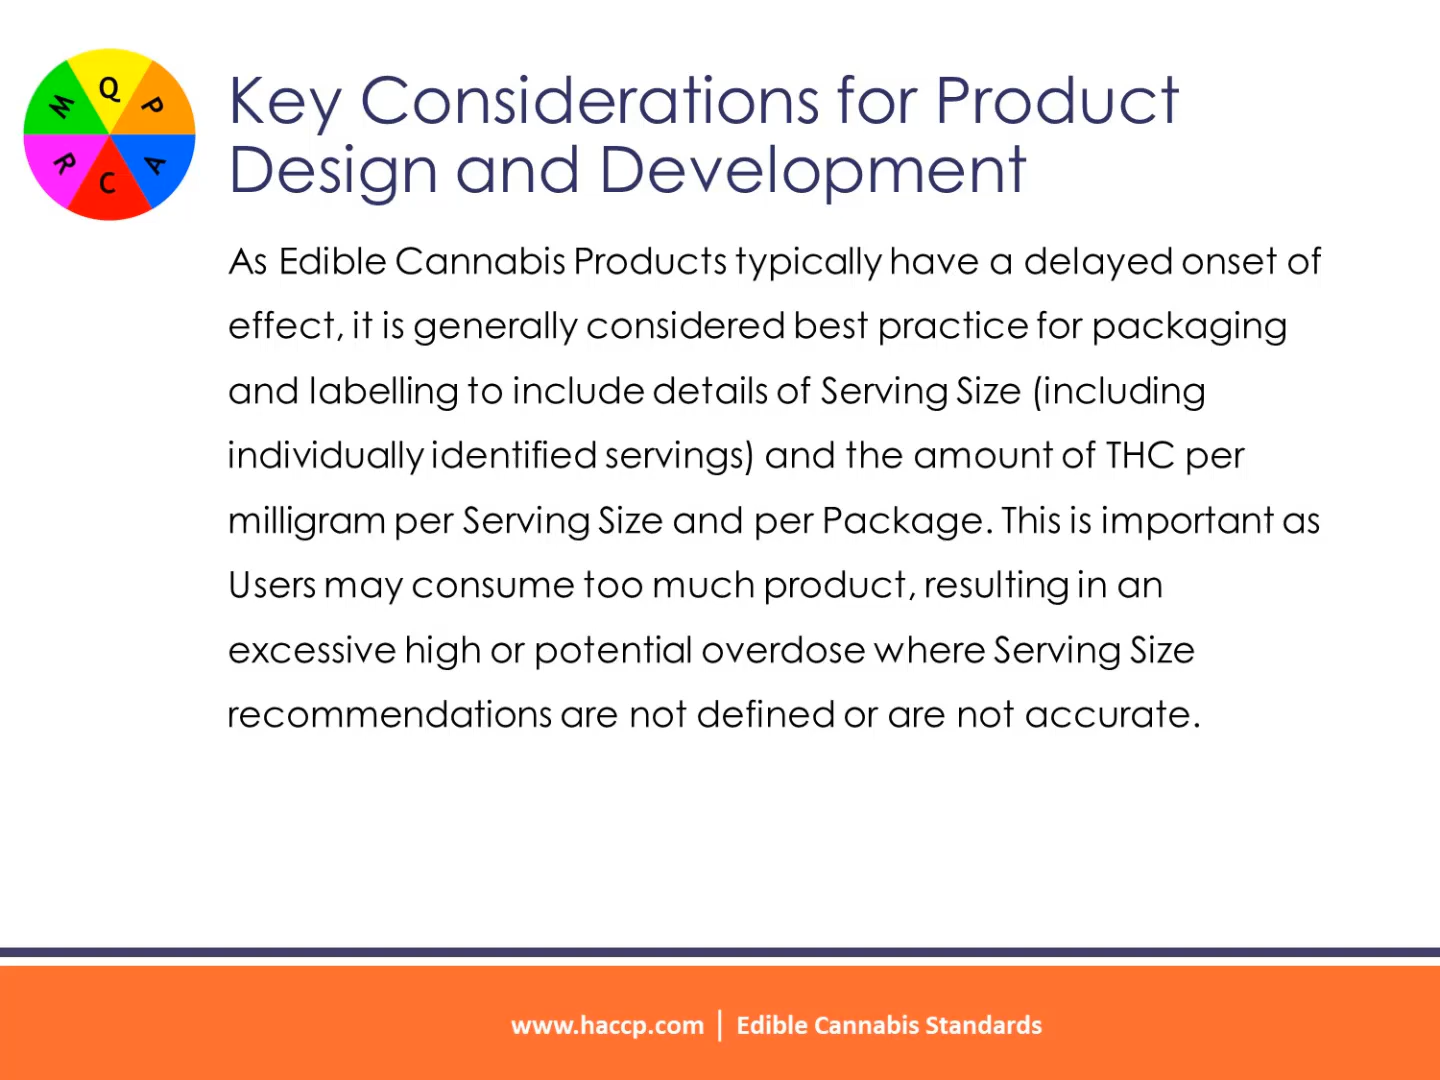 Q
P
A
C
R
M
Key Considerations for Product
Design and Development
As Edible Cannabis Products typically have a delayed onset of
effect, it is generally considered best practice for packaging
and labelling to include details of Serving Size (including
individually identified servings) and the amount of THC per
milligram per Serving Size and per Package. This is important as
Users may consume too much product, resulting in an
excessive high or potential overdose where Serving Size
recommendations are not defined or are not accurate.
www.haccp.com | Edible Cannabis Standards